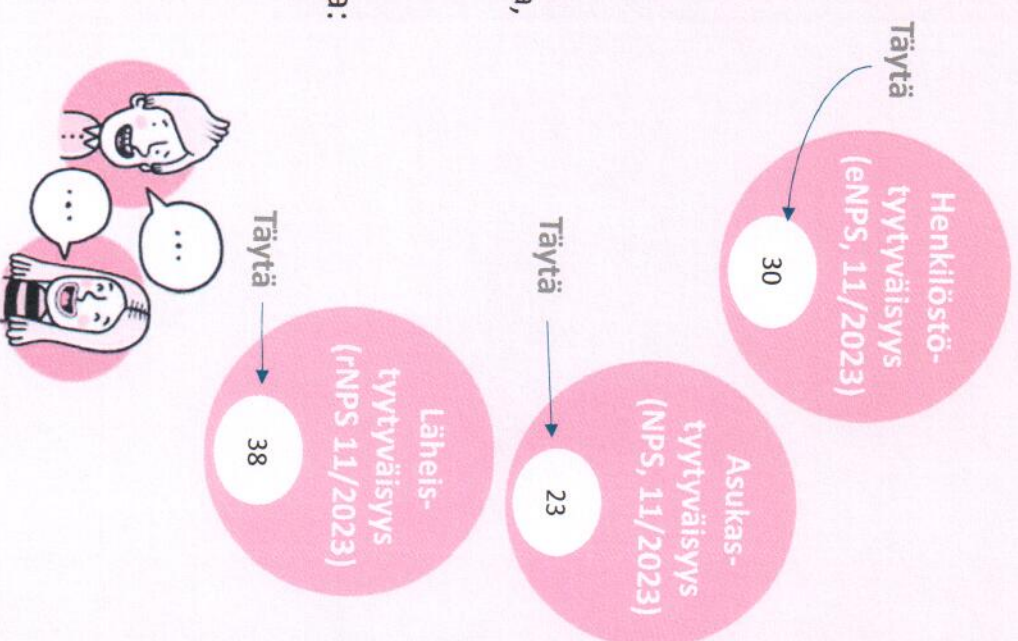 a,
a:
Täytä
Henkilöstö-
tyytyväisyys
(eNPS, 11/2023)
30
Täytä
Asukas-
tyytyväisyys
(NPS, 11/2023)
23
Täytä
Läheis-
tyytyväisyys
(rNPS 11/2023)
38
...
...